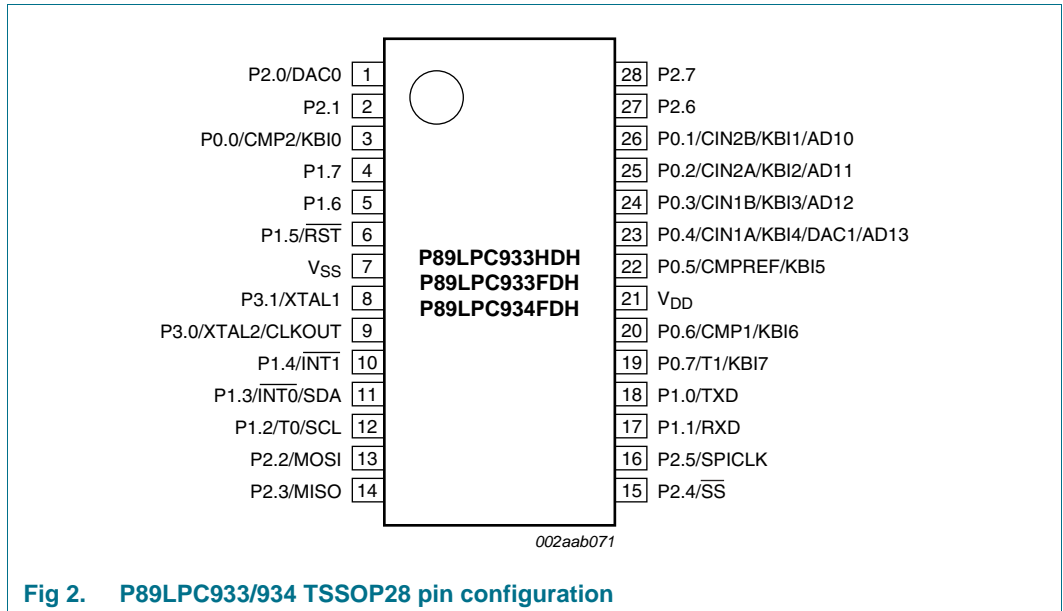 P2.0/DAC0 1
P2.1 2
P0.0/CMP2/KBI0 3
P1.7 4
P1.6 5
P1.5/R̅S̅T̅ 6
VSS 7
P3.1/XTAL1 8
P3.0/XTAL2/CLKOUT 9
P1.4/I̅N̅T̅1̅ 10
P1.3/I̅N̅T̅0̅/SDA 11
P1.2/T0/SCL 12
P2.2/MOSI 13
P2.3/MISO 14
P89LPC933HDH
P89LPC933FDH
P89LPC934FDH
28 P2.7
27 P2.6
26 P0.1/CIN2B/KBI1/AD10
25 P0.2/CIN2A/KBI2/AD11
24 P0.3/CIN1B/KBI3/AD12
23 P0.4/CIN1A/KBI4/DAC1/AD13
22 P0.5/CMPREF/KBI5
21 VDD
20 P0.6/CMP1/KBI6
19 P0.7/T1/KBI7
18 P1.0/TXD
17 P1.1/RXD
16 P2.5/SPICLK
15 P2.4/S̅S̅
002aab071
Fig 2. P89LPC933/934 TSSOP28 pin configuration